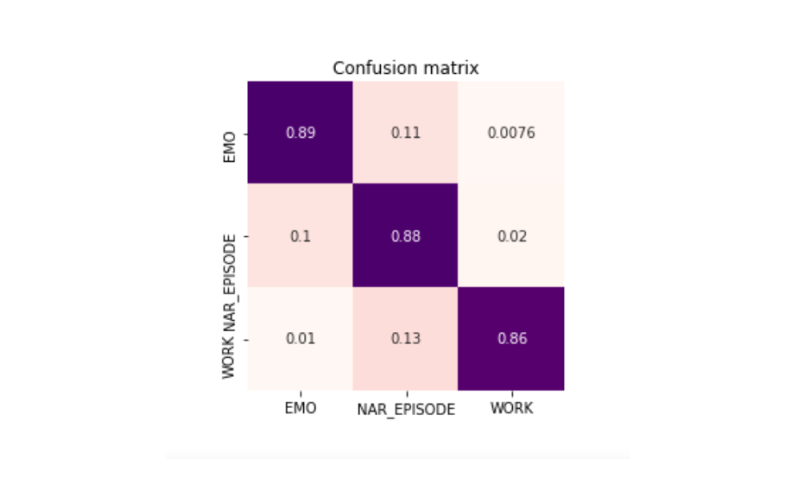 Confusion matrix
EMO 0.89 0.11 0.0076
NAR_EPISODE 0.1 0.88 0.02
WORK 0.01 0.13 0.86
EMO NAR_EPISODE WORK